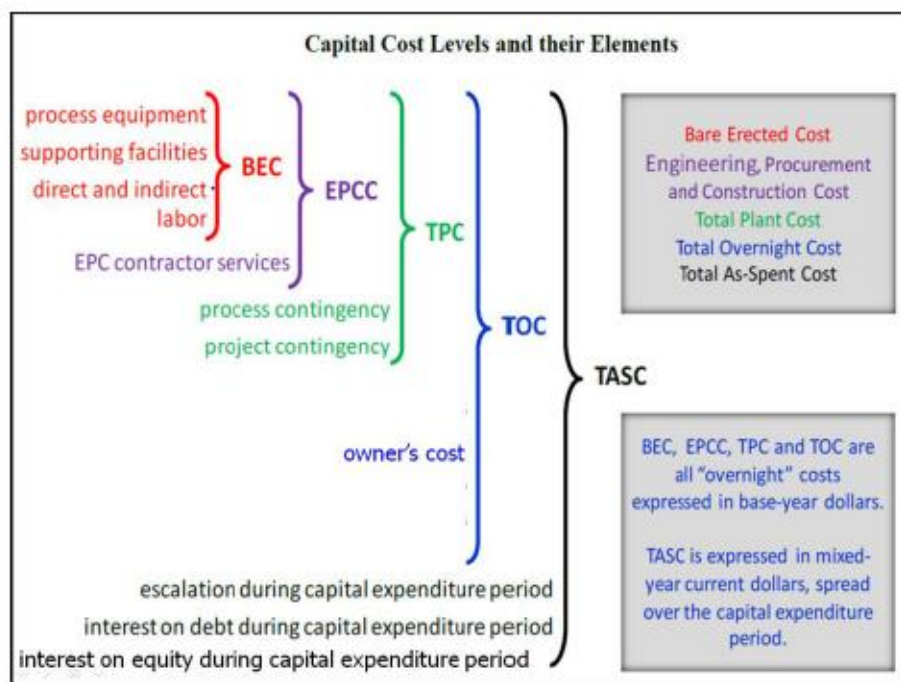 Capital Cost Levels and their Elements
process equipment
supporting facilities
direct and indirect
labor
BEC
EPCC
EPC contractor services
TPC
process contingency
project contingency
TOC
owner's cost
TASC
escalation during capital expenditure period
interest on debt during capital expenditure period
interest on equity during capital expenditure period
Bare Erected Cost
Engineering, Procurement
and Construction Cost
Total Plant Cost
Total Overnight Cost
Total As-Spent Cost
BEC, EPCC, TPC and TOC are
all "overnight" costs
expressed in base-year dollars.
TASC is expressed in mixed-
year current dollars, spread
over the capital expenditure
period.